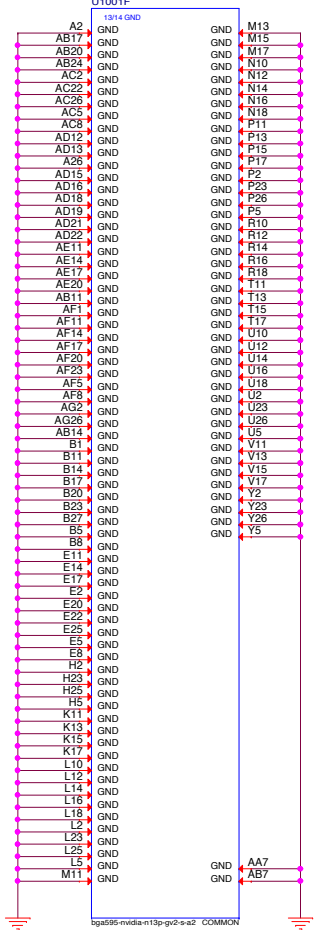 U1001F
13/14 GND
A2 GND GND M13
AB17 GND GND M15
AB20 GND GND M17
AB24 GND GND N10
AC2 GND GND N12
AC22 GND GND N14
AC26 GND GND N16
AC5 GND GND N18
AC8 GND GND P11
AD12 GND GND P13
AD13 GND GND P15
A26 GND GND P17
AD15 GND GND P2
AD16 GND GND P23
AD18 GND GND P26
AD19 GND GND P5
AD21 GND GND R10
AD22 GND GND R12
AE11 GND GND R14
AE14 GND GND R16
AE17 GND GND R18
AE20 GND GND T11
AB11 GND GND T13
AF1 GND GND T15
AF11 GND GND T17
AF14 GND GND U10
AF17 GND GND U12
AF20 GND GND U14
AF23 GND GND U16
AF5 GND GND U18
AF8 GND GND U2
AG2 GND GND U23
AG26 GND GND U26
AB14 GND GND U5
B1 GND GND V11
B11 GND GND V13
B14 GND GND V15
B17 GND GND V17
B20 GND GND Y2
B23 GND GND Y23
B27 GND GND Y26
B5 GND GND Y5
B8 GND
E11 GND
E14 GND
E17 GND
E2 GND
E20 GND
E22 GND
E25 GND
E5 GND
E8 GND
H2 GND
H23 GND
H25 GND
H5 GND
K11 GND
K13 GND
K15 GND
K17 GND
L10 GND
L12 GND
L14 GND
L16 GND
L18 GND
L2 GND
L23 GND
L25 GND
L5 GND GND AA7
M11 GND GND AB7
bga595-nvidia-n13p-gv2-s-a2 COMMON